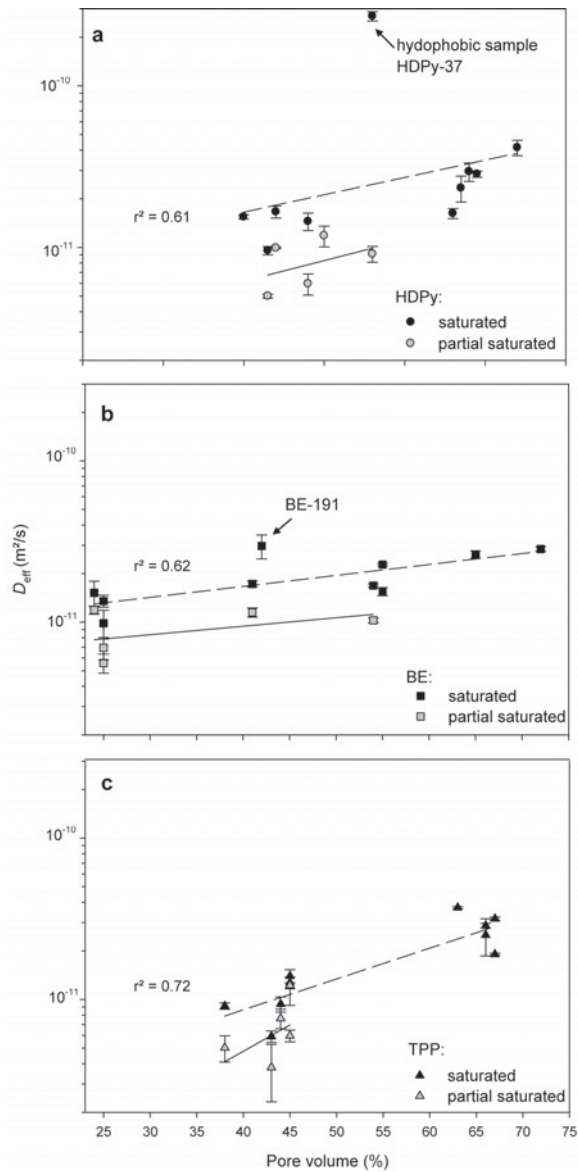 a
hydophobic sample
HDPy-37
10⁻¹⁰
r² = 0.61
10⁻¹¹
HDPy:
saturated
partial saturated
b
10⁻¹⁰
BE-191
D_eff (m²/s)
r² = 0.62
10⁻¹¹
BE:
saturated
partial saturated
c
10⁻¹⁰
r² = 0.72
10⁻¹¹
TPP:
saturated
partial saturated
25 30 35 40 45 50 55 60 65 70 75
Pore volume (%)